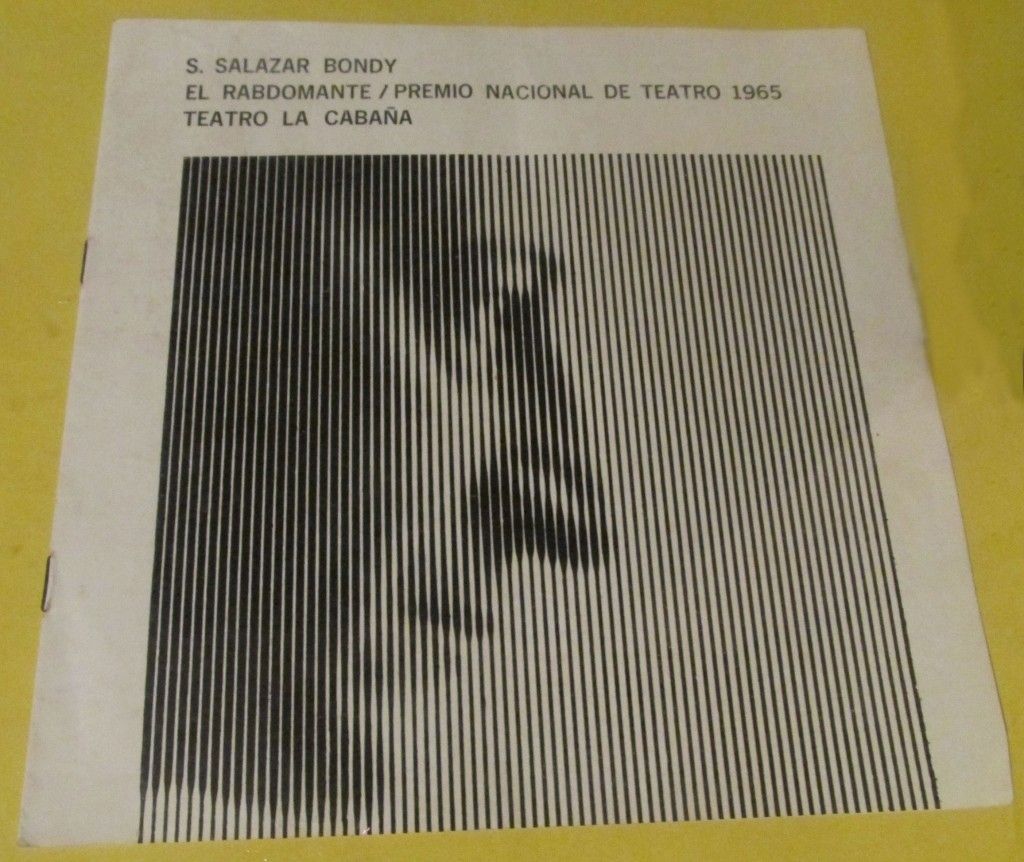 S. SALAZAR BONDY
EL RABDOMANTE / PREMIO NACIONAL DE TEATRO 1965
TEATRO LA CABAÑA